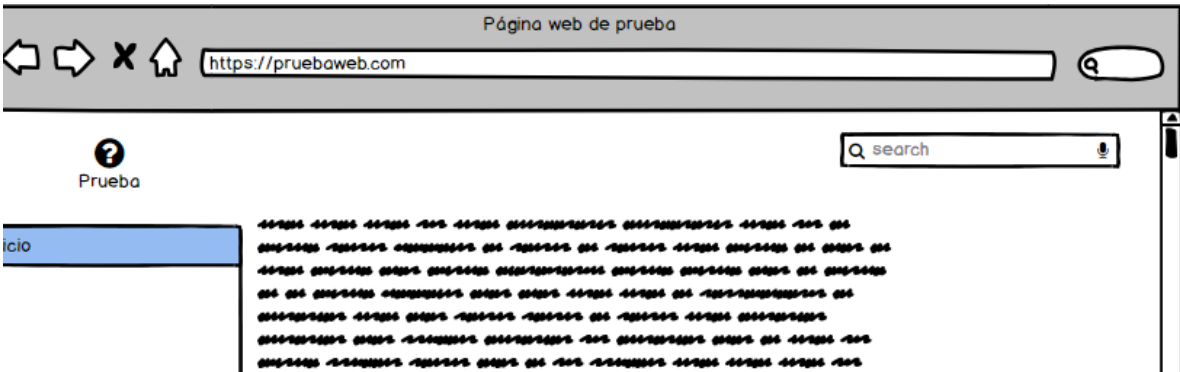 Página web de prueba
https://pruebaweb.com
search
Prueba
icio